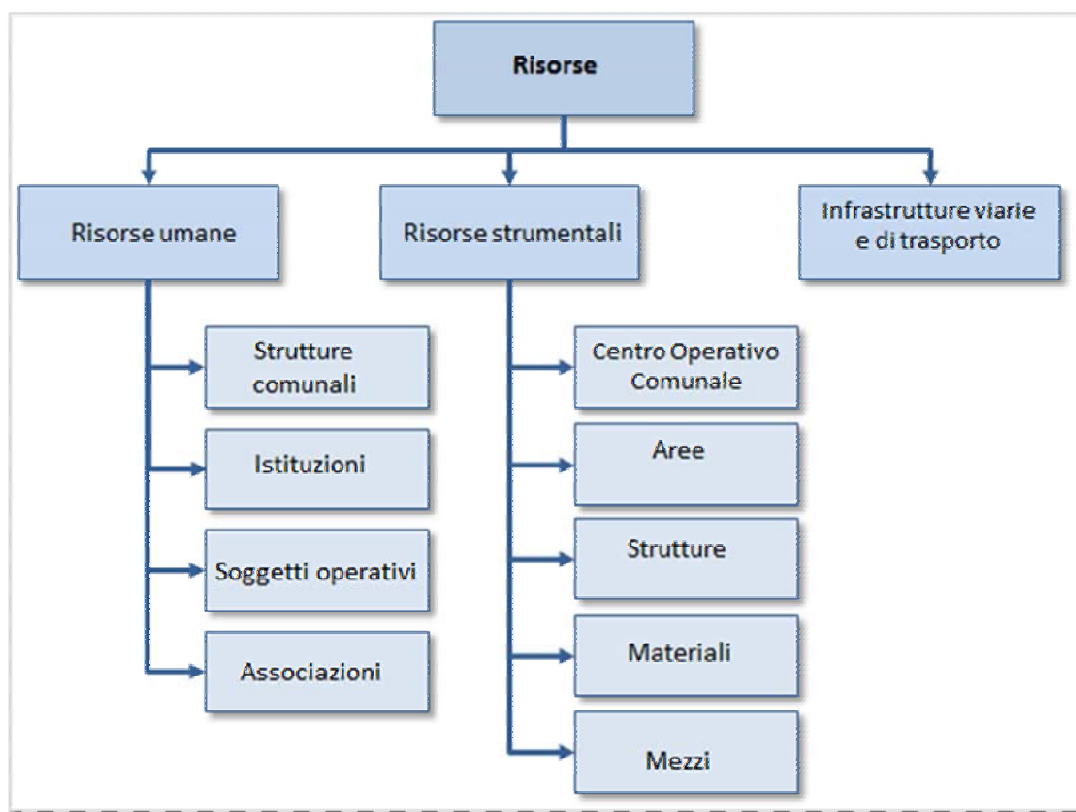 Risorse
Risorse umane
Risorse strumentali
Infrastrutture viarie
e di trasporto
Strutture
comunali
Istituzioni
Soggetti operativi
Associazioni
Centro Operativo
Comunale
Aree
Strutture
Materiali
Mezzi